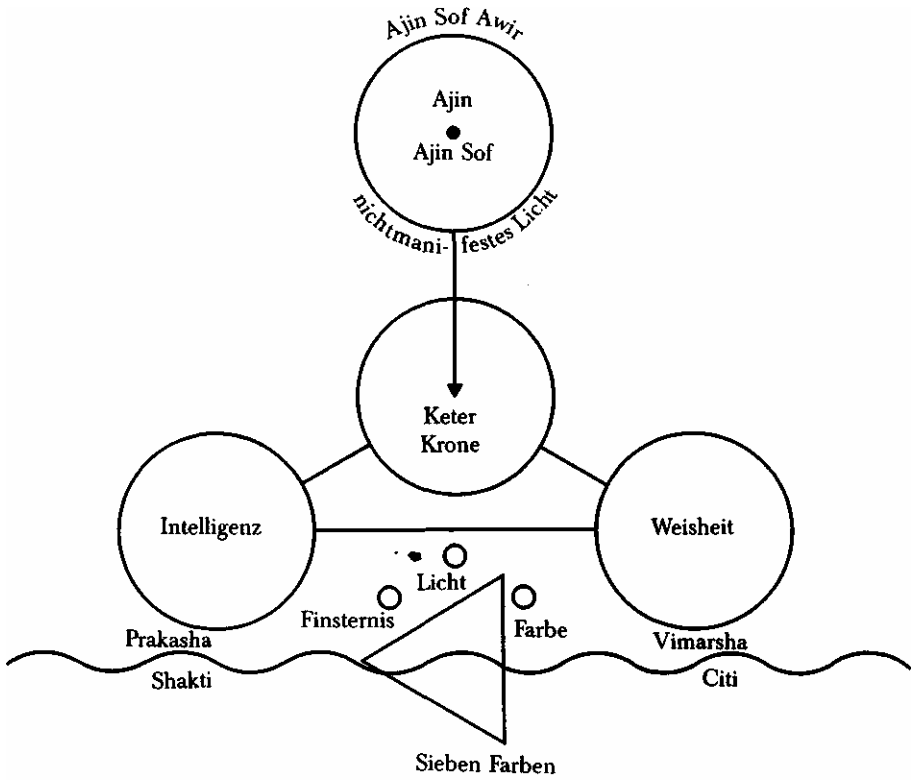 Ajin Sof Awir
Ajin
Ajin Sof
nichtmani- festes Licht
Keter
Krone
Intelligenz
Weisheit
Licht
Finsternis
Farbe
Prakasha
Vimarsha
Shakti
Citi
Sieben Farben